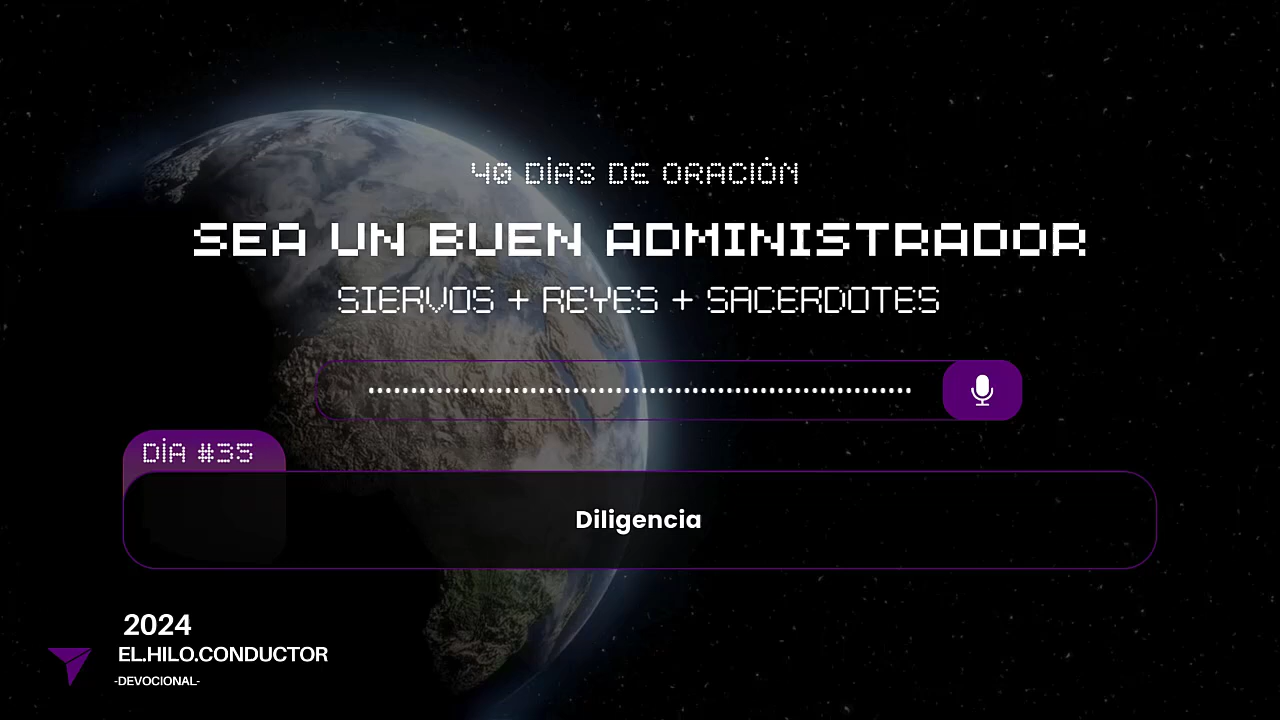 40 DÍAS DE ORACIÓN
SEA UN BUEN ADMINISTRADOR
SIERVOS + REYES + SACERDOTES
DÍA #35
Diligencia
2024
EL.HILO.CONDUCTOR
-DEVOCIONAL-